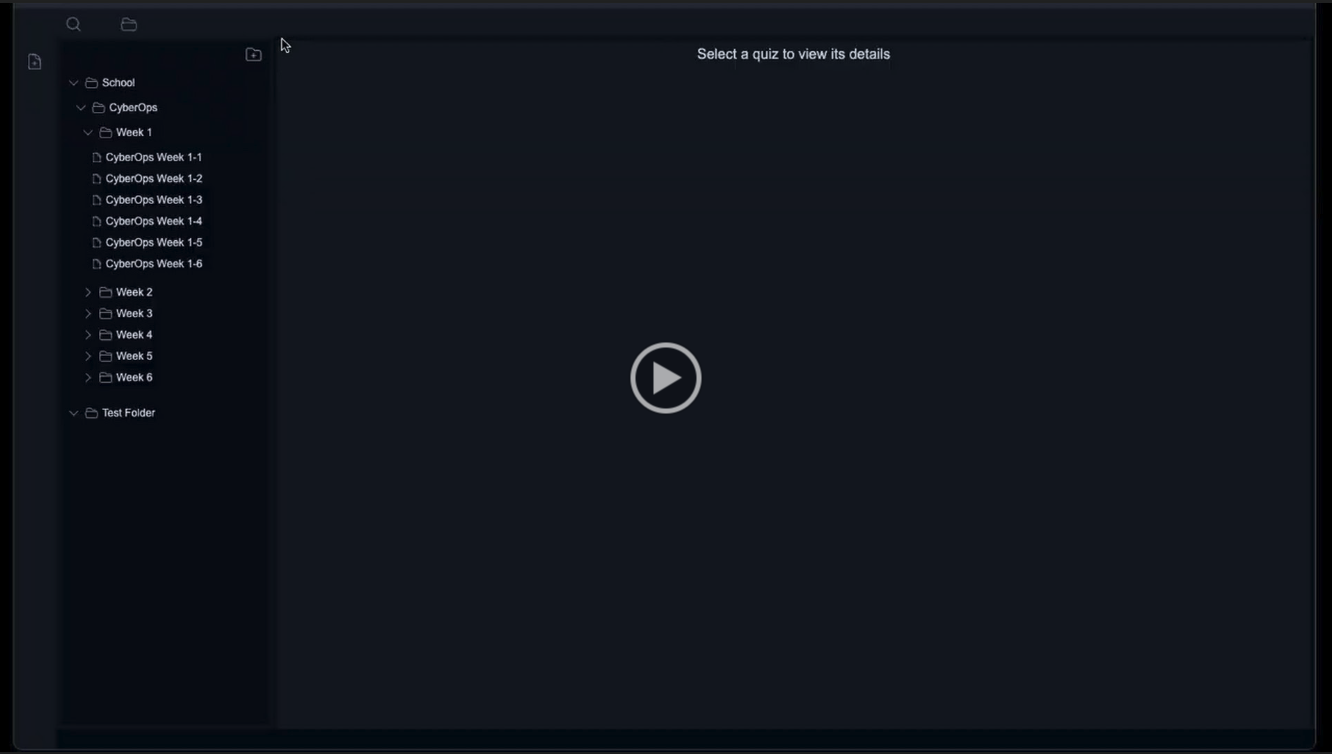 Select a quiz to view its details
School
CyberOps
Week 1
CyberOps Week 1-1
CyberOps Week 1-2
CyberOps Week 1-3
CyberOps Week 1-4
CyberOps Week 1-5
CyberOps Week 1-6
Week 2
Week 3
Week 4
Week 5
Week 6
Test Folder